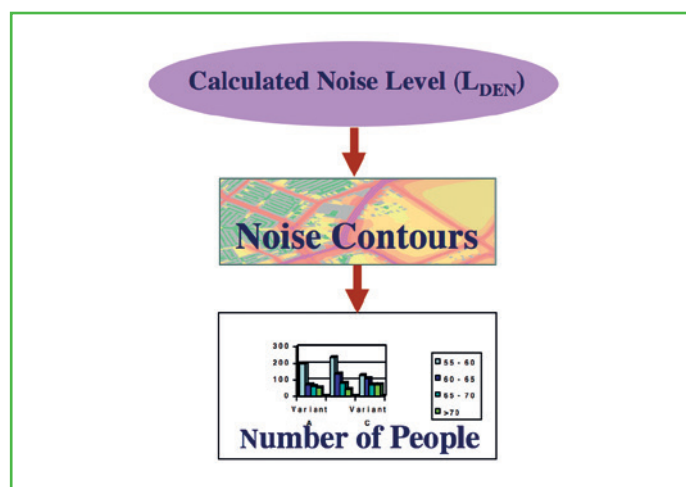 Calculated Noise Level (LDEN)
Noise Contours
300
200
100
0
Variant A
Variant C
55 - 60
60 - 65
65 - 70
>70
Number of People